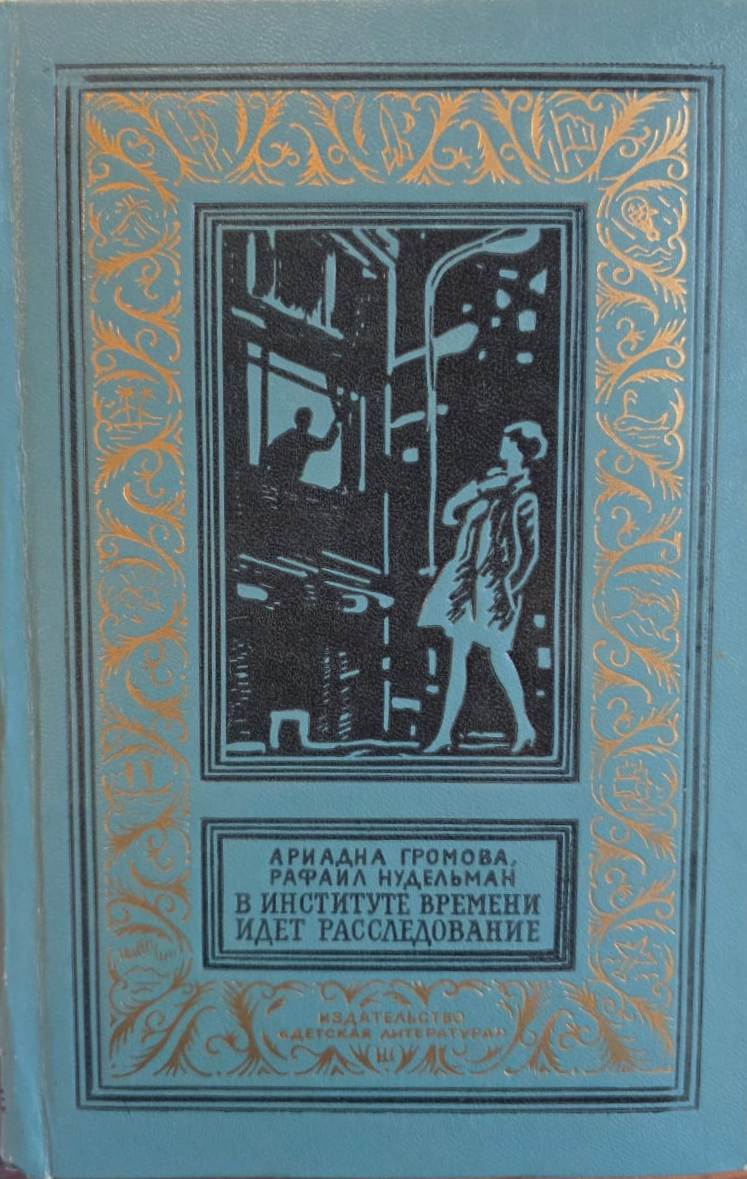 АРИАДНА ГРОМОВА,
РАФАИЛ НУДЕЛЬМАН
В ИНСТИТУТЕ ВРЕМЕНИ
ИДЕТ РАССЛЕДОВАНИЕ
ИЗДАТЕЛЬСТВО
«ДЕТСКАЯ ЛИТЕРАТУРА»